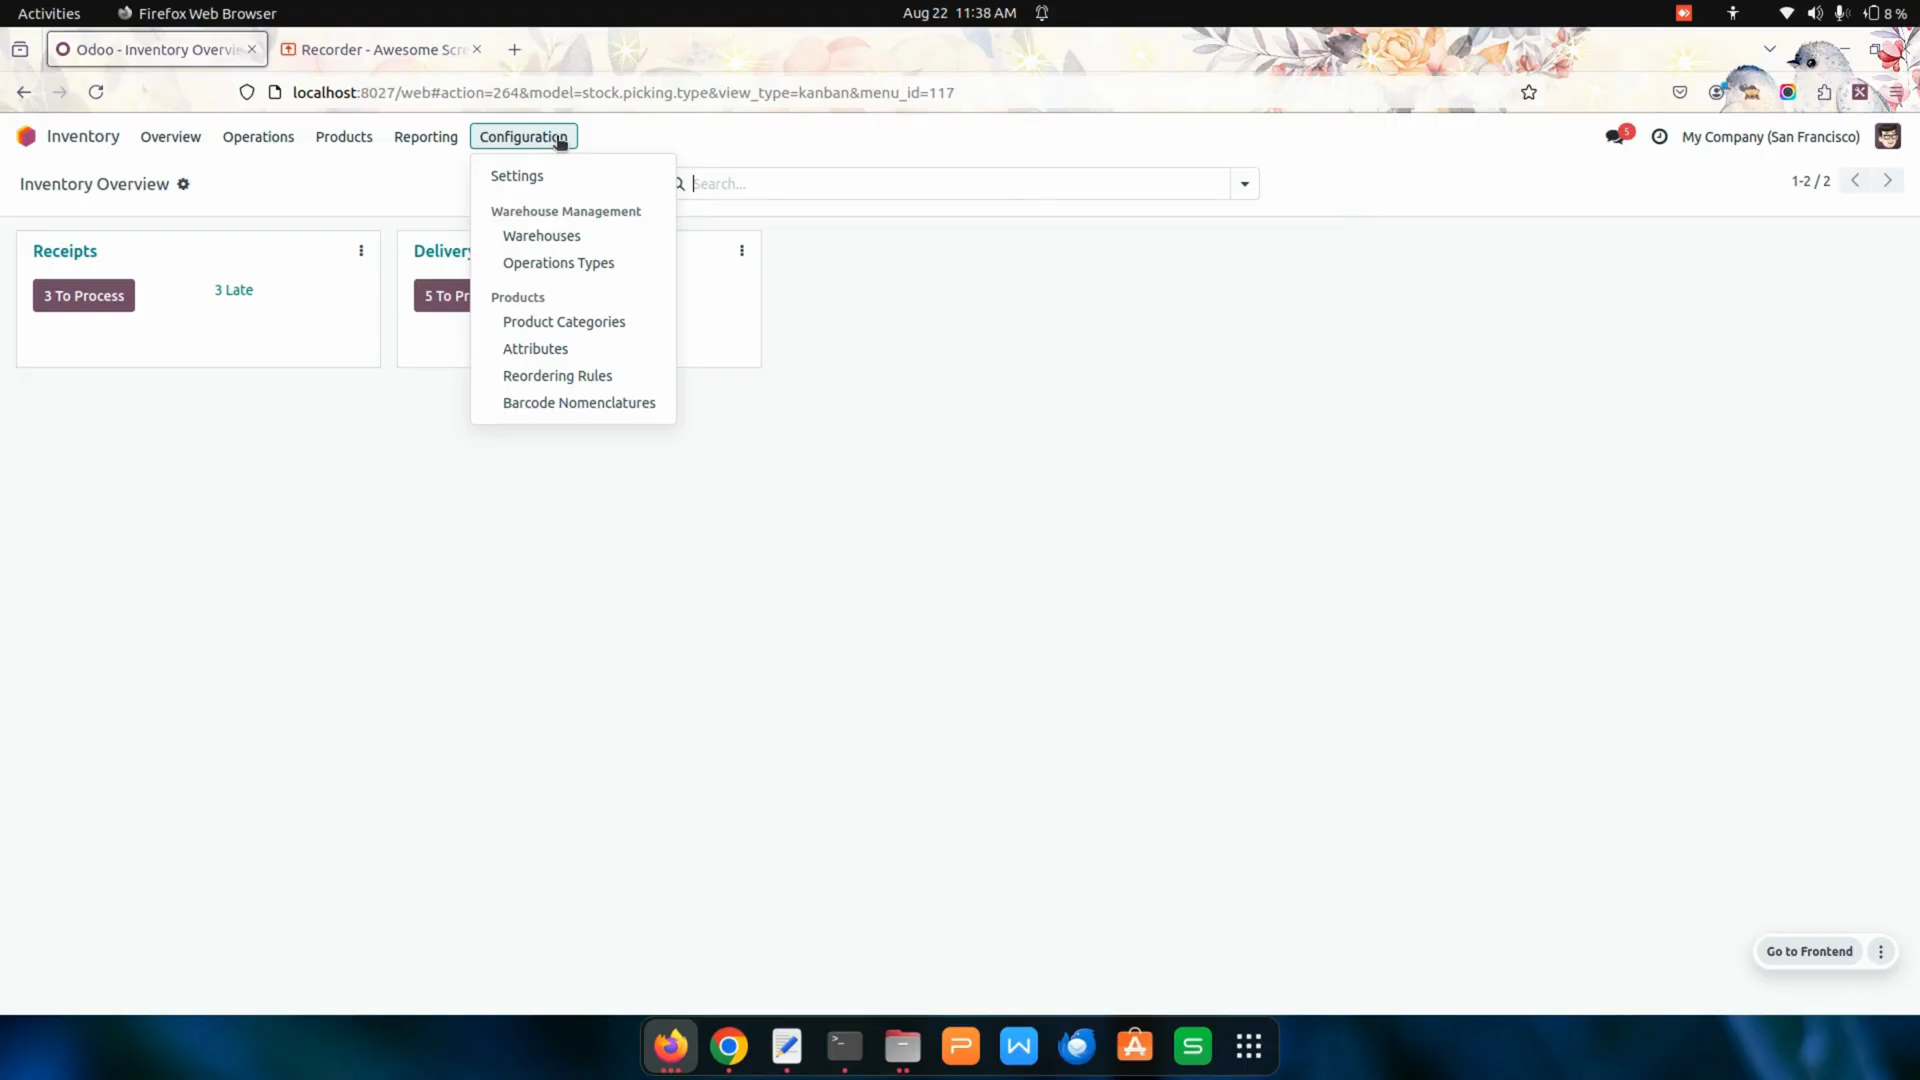 Activities Firefox Web Browser Aug 22 11:38 AM 8 %
Odoo - Inventory Overvie Recorder - Awesome Scre
localhost:8027/web#action=264&model=stock.picking.type&view_type=kanban&menu_id=117
Inventory Overview Operations Products Reporting Configuration 5 My Company (San Francisco)
Inventory Overview Search... 1-2 / 2
Settings
Warehouse Management
Warehouses
Operations Types
Products
Product Categories
Attributes
Reordering Rules
Barcode Nomenclatures
Receipts
3 To Process 3 Late
Delivery
5 To Pr
Go to Frontend